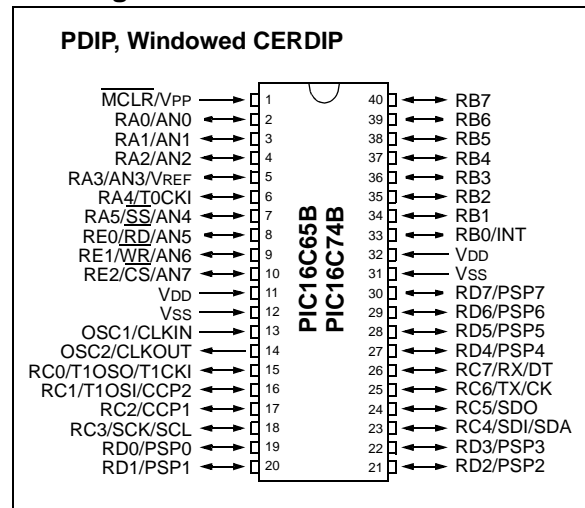 PDIP, Windowed CERDIP
MCLR/VPP 1 40 RB7
RA0/AN0 2 39 RB6
RA1/AN1 3 38 RB5
RA2/AN2 4 37 RB4
RA3/AN3/VREF 5 36 RB3
RA4/T0CKI 6 35 RB2
RA5/SS/AN4 7 34 RB1
RE0/RD/AN5 8 33 RB0/INT
RE1/WR/AN6 9 32 VDD
RE2/CS/AN7 10 31 VSS
VDD 11 30 RD7/PSP7
VSS 12 29 RD6/PSP6
OSC1/CLKIN 13 28 RD5/PSP5
OSC2/CLKOUT 14 27 RD4/PSP4
RC0/T1OSO/T1CKI 15 26 RC7/RX/DT
RC1/T1OSI/CCP2 16 25 RC6/TX/CK
RC2/CCP1 17 24 RC5/SDO
RC3/SCK/SCL 18 23 RC4/SDI/SDA
RD0/PSP0 19 22 RD3/PSP3
RD1/PSP1 20 21 RD2/PSP2
PIC16C65B
PIC16C74B